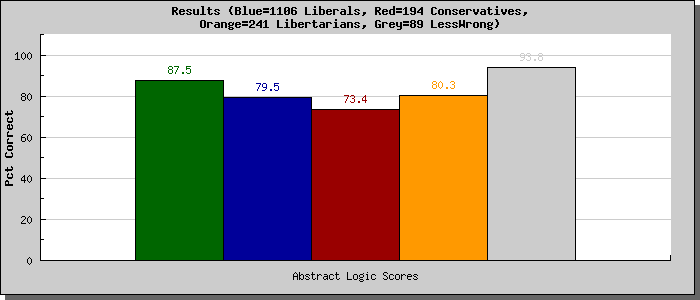 Results (Blue=1106 Liberals, Red=194 Conservatives,
Orange=241 Libertarians, Grey=89 LessWrong)
100
80
60
40
20
0
Pct Correct
87.5
79.5
73.4
80.3
93.8
Abstract Logic Scores